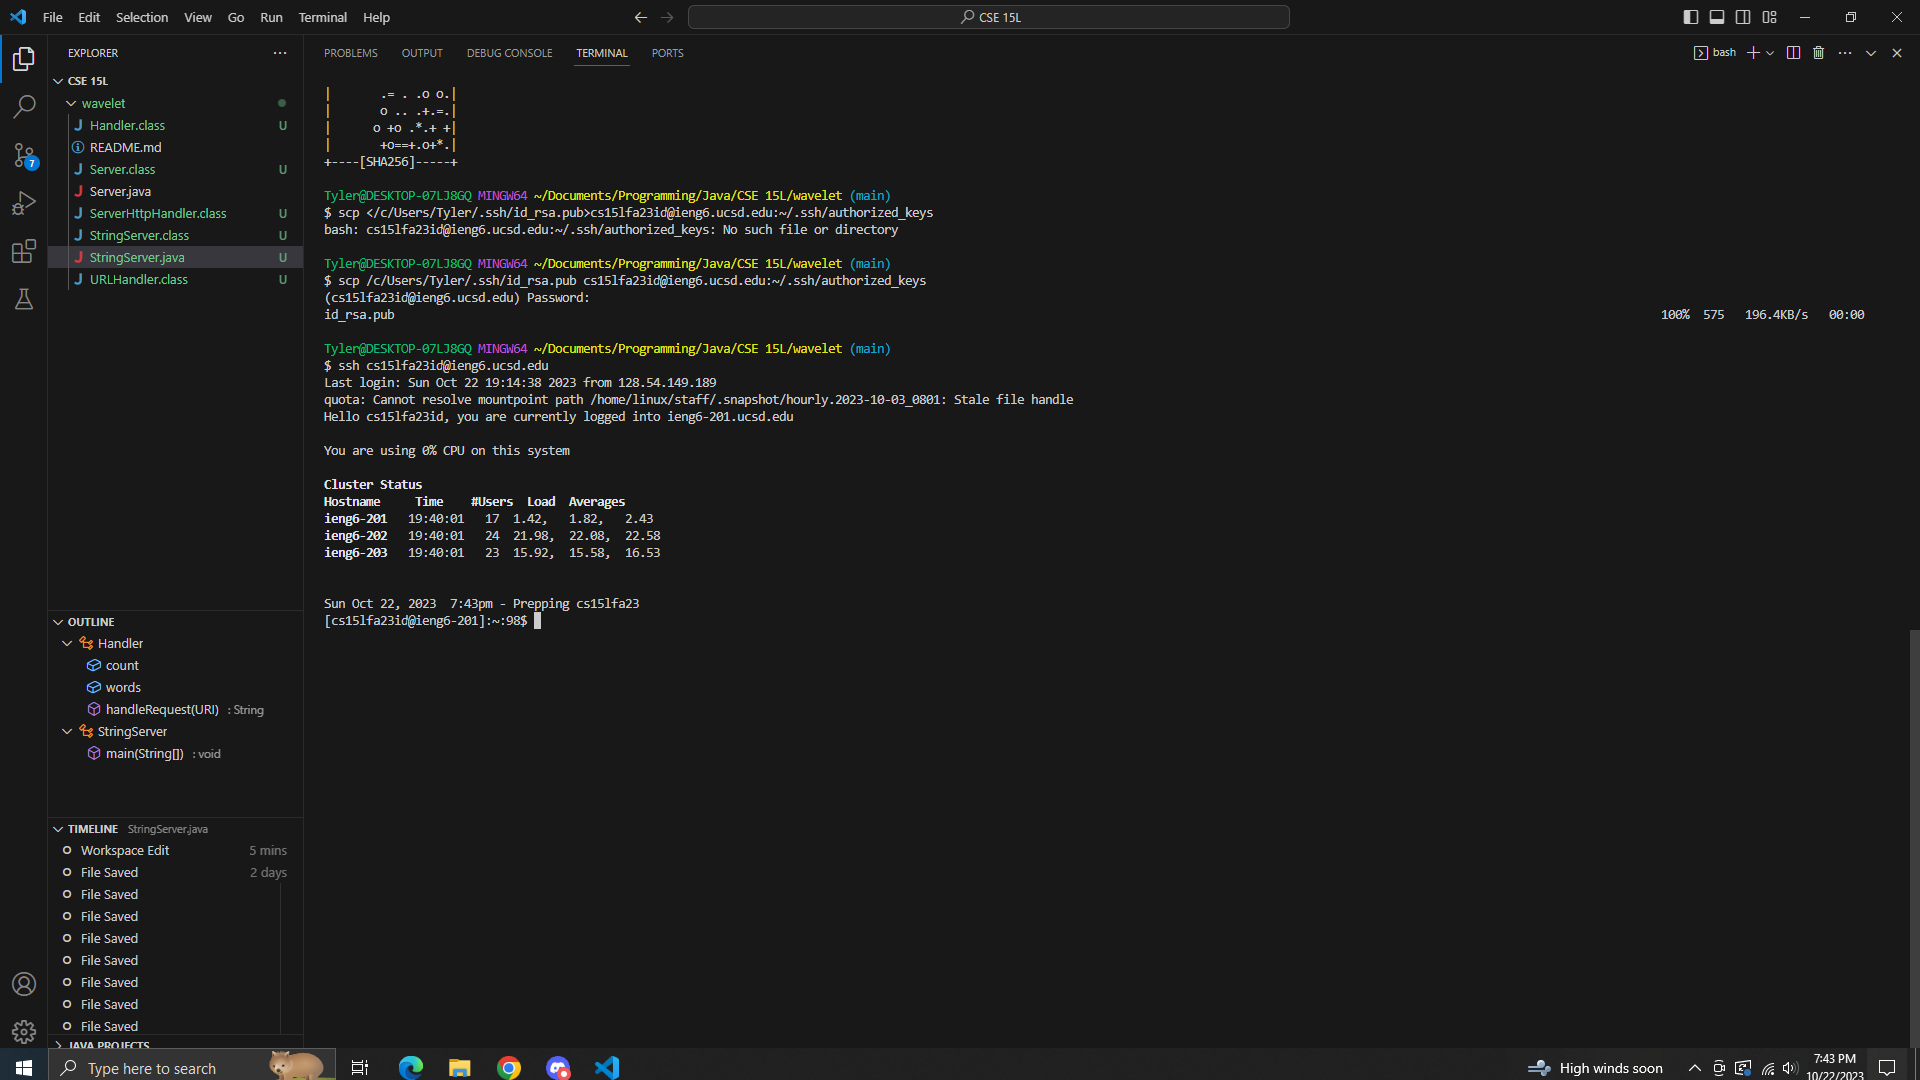 File Edit Selection View Go Run Terminal Help
CSE 15L
EXPLORER
CSE 15L
wavelet
Handler.class U
README.md
Server.class U
Server.java
ServerHttpHandler.class U
StringServer.class U
StringServer.java U
URLHandler.class U
OUTLINE
Handler
count
words
handleRequest(URI) : String
StringServer
main(String[]) : void
TIMELINE StringServer.java
Workspace Edit 5 mins
File Saved 2 days
File Saved
File Saved
File Saved
File Saved
File Saved
File Saved
File Saved
JAVA PROJECTS
PROBLEMS OUTPUT DEBUG CONSOLE TERMINAL PORTS
bash
|       .= . .o o.|
|       o .. .+.=.|
|      o +o .*.+ +|
|       +o==+.o+*.|
+----[SHA256]-----+
Tyler@DESKTOP-07LJ8GQ MINGW64 ~/Documents/Programming/Java/CSE 15L/wavelet (main)
$ scp </c/Users/Tyler/.ssh/id_rsa.pub>cs15lfa23id@ieng6.ucsd.edu:~/.ssh/authorized_keys
bash: cs15lfa23id@ieng6.ucsd.edu:~/.ssh/authorized_keys: No such file or directory
Tyler@DESKTOP-07LJ8GQ MINGW64 ~/Documents/Programming/Java/CSE 15L/wavelet (main)
$ scp /c/Users/Tyler/.ssh/id_rsa.pub cs15lfa23id@ieng6.ucsd.edu:~/.ssh/authorized_keys
(cs15lfa23id@ieng6.ucsd.edu) Password:
id_rsa.pub 100% 575 196.4KB/s 00:00
Tyler@DESKTOP-07LJ8GQ MINGW64 ~/Documents/Programming/Java/CSE 15L/wavelet (main)
$ ssh cs15lfa23id@ieng6.ucsd.edu
Last login: Sun Oct 22 19:14:38 2023 from 128.54.149.189
quota: Cannot resolve mountpoint path /home/linux/staff/.snapshot/hourly.2023-10-03_0801: Stale file handle
Hello cs15lfa23id, you are currently logged into ieng6-201.ucsd.edu
You are using 0% CPU on this system
Cluster Status
Hostname     Time    #Users  Load  Averages
ieng6-201   19:40:01   17  1.42,   1.82,   2.43
ieng6-202   19:40:01   24  21.98,  22.08,  22.58
ieng6-203   19:40:01   23  15.92,  15.58,  16.53
Sun Oct 22, 2023  7:43pm - Prepping cs15lfa23
[cs15lfa23id@ieng6-201]:~:98$
7
Type here to search
High winds soon
7:43 PM
10/22/2023